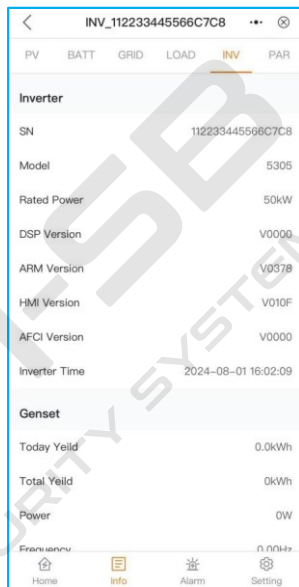 INV_112233445566C7C8
PV BATT GRID LOAD INV PAR
Inverter
SN 112233445566C7C8
Model 5305
Rated Power 50kW
DSP Version V0000
ARM Version V0378
HMI Version V010F
AFCI Version V0000
Inverter Time 2024-08-01 16:02:09
Genset
Today Yeild 0.0kWh
Total Yeild 0kWh
Power 0W
Frequency 0.00Hz
Home Info Alarm Setting